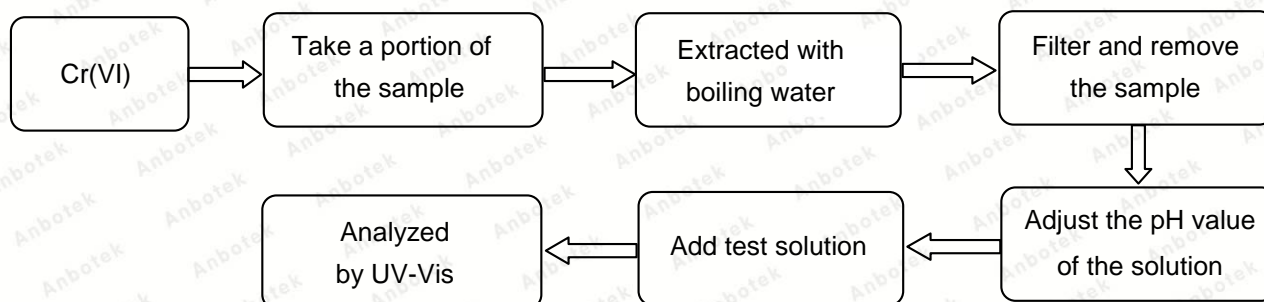 Cr(VI)
Take a portion of
the sample
Extracted with
boiling water
Filter and remove
the sample
Adjust the pH value
of the solution
Add test solution
Analyzed
by UV-Vis
Anbotek